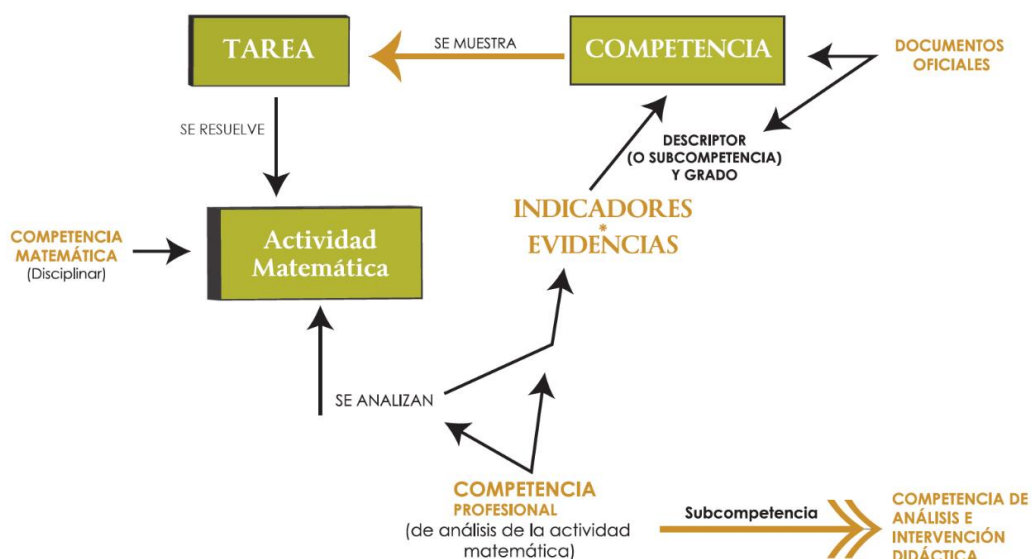 TAREA
SE MUESTRA
COMPETENCIA
DOCUMENTOS
OFICIALES
SE RESUELVE
DESCRIPTOR
(O SUBCOMPETENCIA)
Y GRADO
INDICADORES
*
EVIDENCIAS
COMPETENCIA
MATEMÁTICA
(Disciplinar)
Actividad
Matemática
SE ANALIZAN
COMPETENCIA
PROFESIONAL
(de análisis de la actividad
matemática)
Subcompetencia
COMPETENCIA DE
ANÁLISIS E
INTERVENCIÓN
DIDÁCTICA